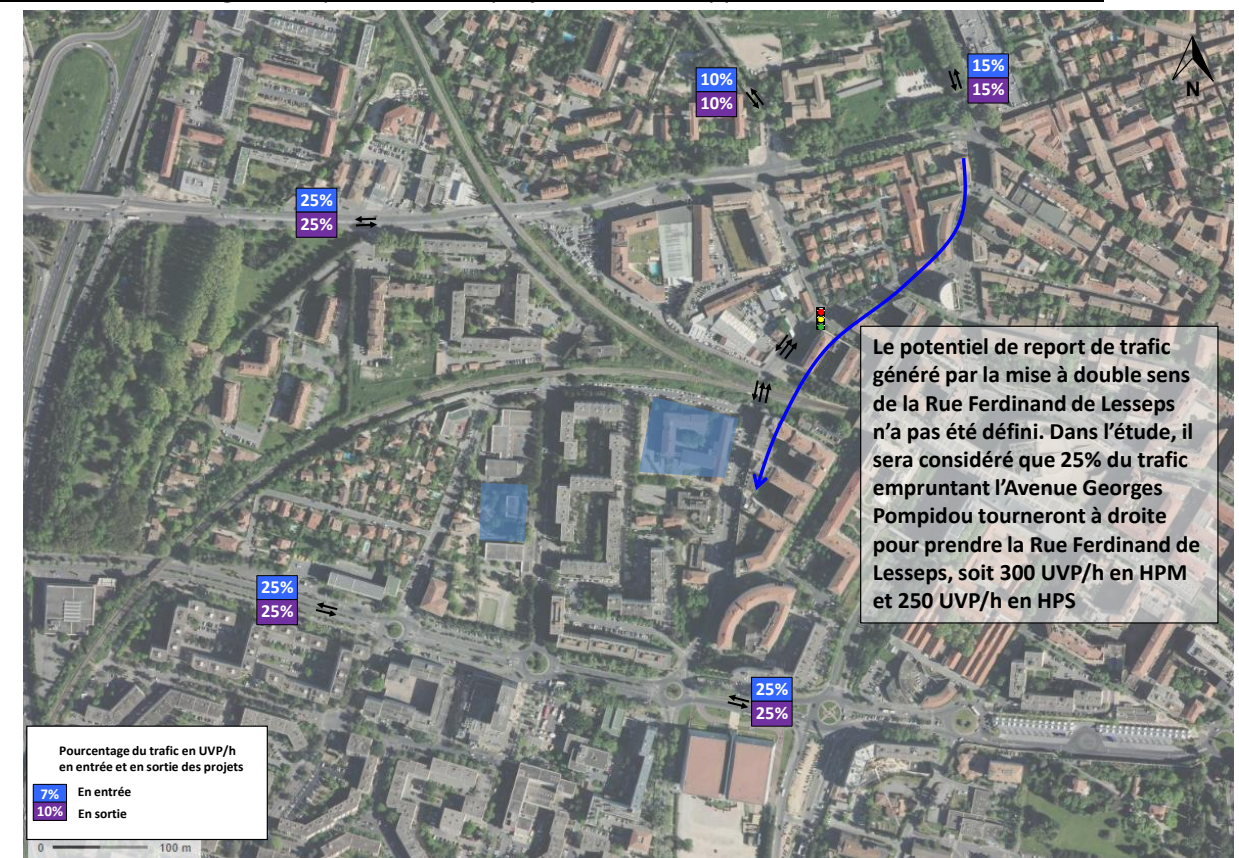 10%
10%
15%
15%
N
25%
25%
Le potentiel de report de trafic
généré par la mise à double sens
de la Rue Ferdinand de Lesseps
n'a pas été défini. Dans l'étude, il
sera considéré que 25% du trafic
empruntant l'Avenue Georges
Pompidou tourneront à droite
pour prendre la Rue Ferdinand de
Lesseps, soit 300 UVP/h en HPM
et 250 UVP/h en HPS
25%
25%
25%
25%
Pourcentage du trafic en UVP/h
en entrée et en sortie des projets
7% En entrée
10% En sortie
0 100 m